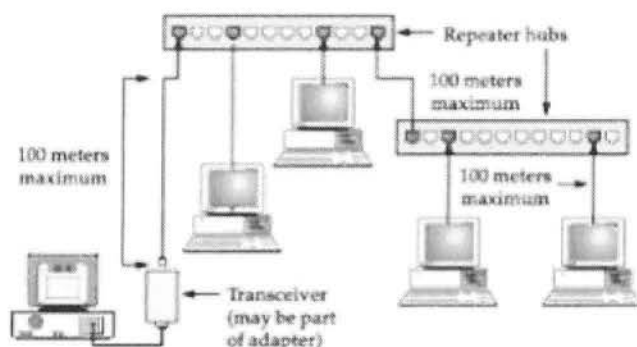 Repeater hubs
100 meters
maximum
100 meters
maximum
100 meters
maximum
Transceiver
(may be part
of adapter)